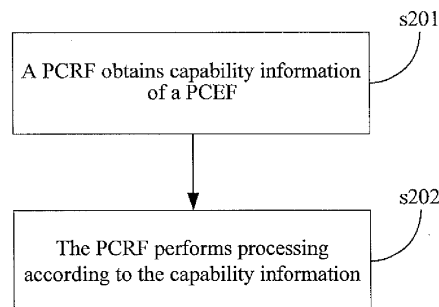 s201
A PCRF obtains capability information
of a PCEF
s202
The PCRF performs processing
according to the capability information